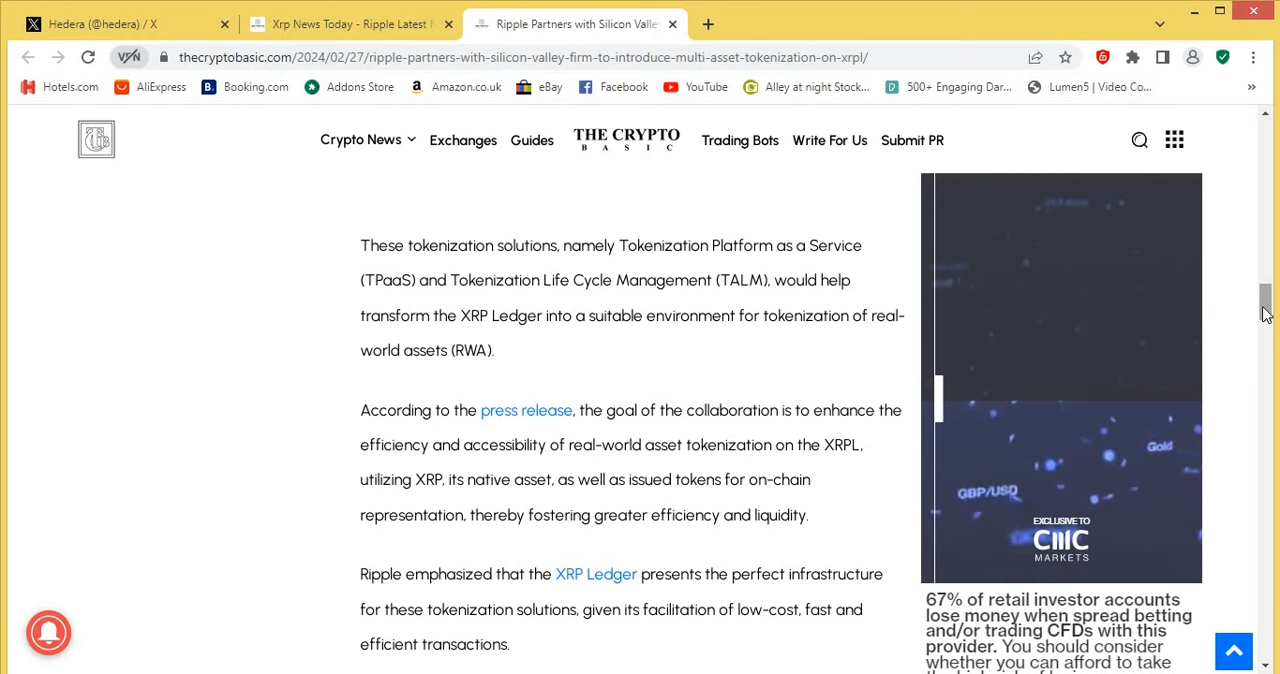 Hedera (@hedera) / X
Xrp News Today - Ripple Latest N
Ripple Partners with Silicon Valle
VPN
thecryptobasic.com/2024/02/27/ripple-partners-with-silicon-valley-firm-to-introduce-multi-asset-tokenization-on-xrpl/
Hotels.com
AliExpress
Booking.com
Addons Store
Amazon.co.uk
eBay
Facebook
YouTube
Alley at night Stock...
500+ Engaging Dar...
Lumen5 | Video Co...
Crypto News
Exchanges
Guides
THE CRYPTO
BASIC
Trading Bots
Write For Us
Submit PR
These tokenization solutions, namely Tokenization Platform as a Service
(TPaaS) and Tokenization Life Cycle Management (TALM), would help
transform the XRP Ledger into a suitable environment for tokenization of real-
world assets (RWA).
According to the press release, the goal of the collaboration is to enhance the
efficiency and accessibility of real-world asset tokenization on the XRPL,
utilizing XRP, its native asset, as well as issued tokens for on-chain
representation, thereby fostering greater efficiency and liquidity.
Ripple emphasized that the XRP Ledger presents the perfect infrastructure
for these tokenization solutions, given its facilitation of low-cost, fast and
efficient transactions.
Gold
GBP/USD
EXCLUSIVE TO
CMC
MARKETS
67% of retail investor accounts
lose money when spread betting
and/or trading CFDs with this
provider. You should consider
whether you can afford to take